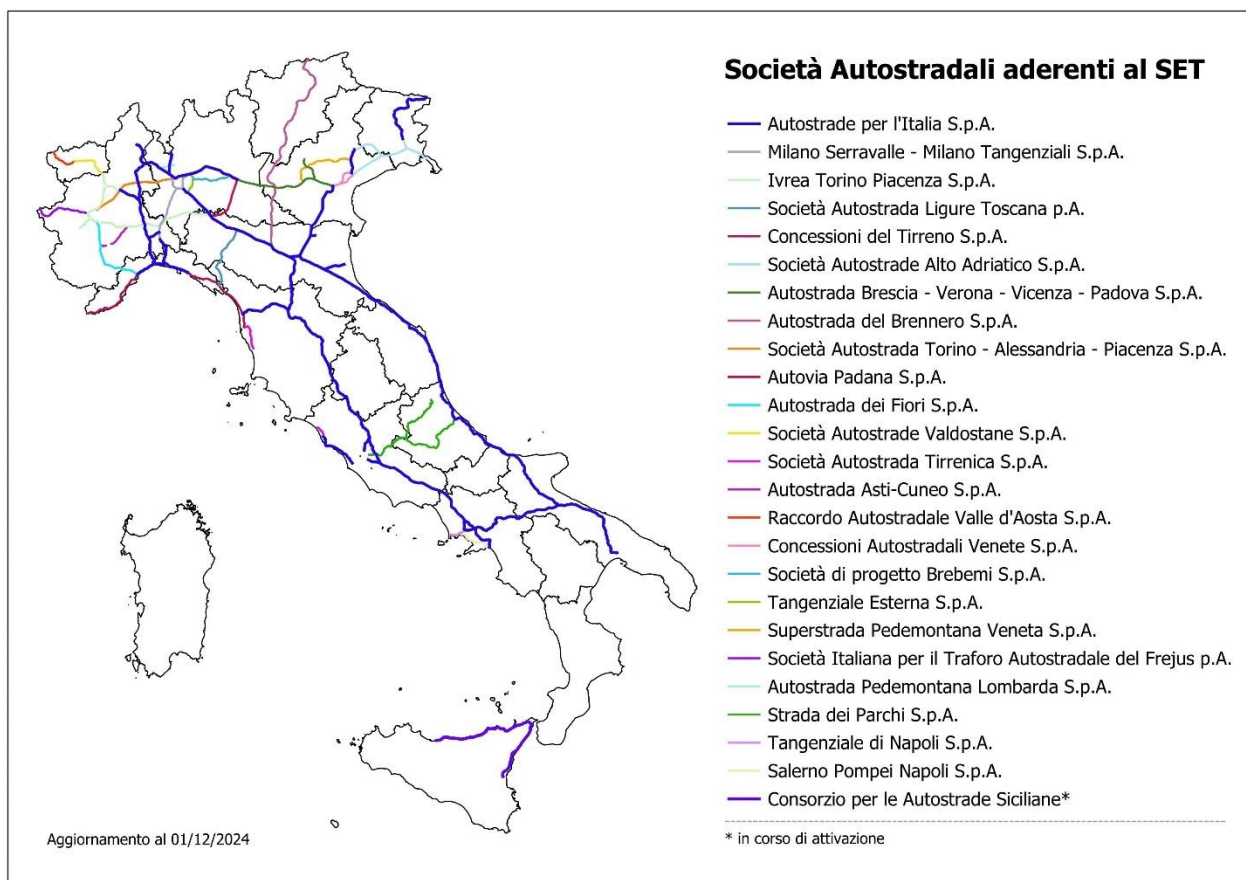 Società Autostradali aderenti al SET
Autostrade per l'Italia S.p.A.
Milano Serravalle - Milano Tangenziali S.p.A.
Ivrea Torino Piacenza S.p.A.
Società Autostrada Ligure Toscana p.A.
Concessioni del Tirreno S.p.A.
Società Autostrade Alto Adriatico S.p.A.
Autostrada Brescia - Verona - Vicenza - Padova S.p.A.
Autostrada del Brennero S.p.A.
Società Autostrada Torino - Alessandria - Piacenza S.p.A.
Autovia Padana S.p.A.
Autostrada dei Fiori S.p.A.
Società Autostrade Valdostane S.p.A.
Società Autostrada Tirrenica S.p.A.
Autostrada Asti-Cuneo S.p.A.
Raccordo Autostradale Valle d'Aosta S.p.A.
Concessioni Autostradali Venete S.p.A.
Società di progetto Brebemi S.p.A.
Tangenziale Esterna S.p.A.
Superstrada Pedemontana Veneta S.p.A.
Società Italiana per il Traforo Autostradale del Frejus p.A.
Autostrada Pedemontana Lombarda S.p.A.
Strada dei Parchi S.p.A.
Tangenziale di Napoli S.p.A.
Salerno Pompei Napoli S.p.A.
Consorzio per le Autostrade Siciliane*
* in corso di attivazione
Aggiornamento al 01/12/2024